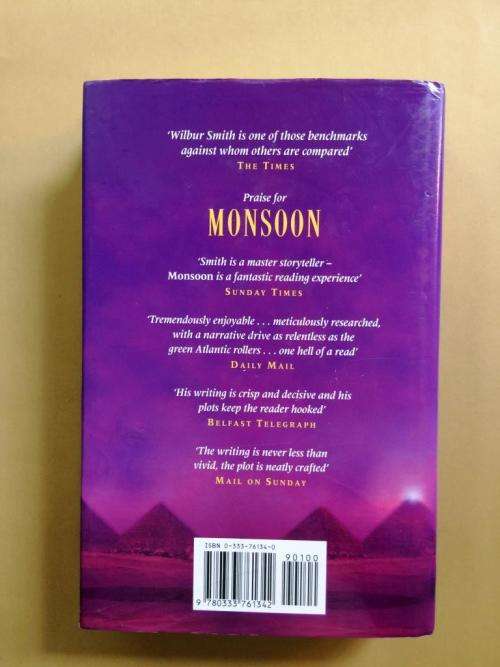 ‘Wilbur Smith is one of those benchmarks
against whom others are compared’
THE TIMES
Praise for
MONSOON
‘Smith is a master storyteller –
Monsoon is a fantastic reading experience’
SUNDAY TIMES
‘Tremendously enjoyable . . . meticulously researched,
with a narrative drive as relentless as the
green Atlantic rollers . . . one hell of a read’
DAILY MAIL
‘His writing is crisp and decisive and his
plots keep the reader hooked’
BELFAST TELEGRAPH
‘The writing is never less than
vivid, the plot is neatly crafted’
MAIL ON SUNDAY
ISBN 0-333-76134-0
90100
9 780333 761342